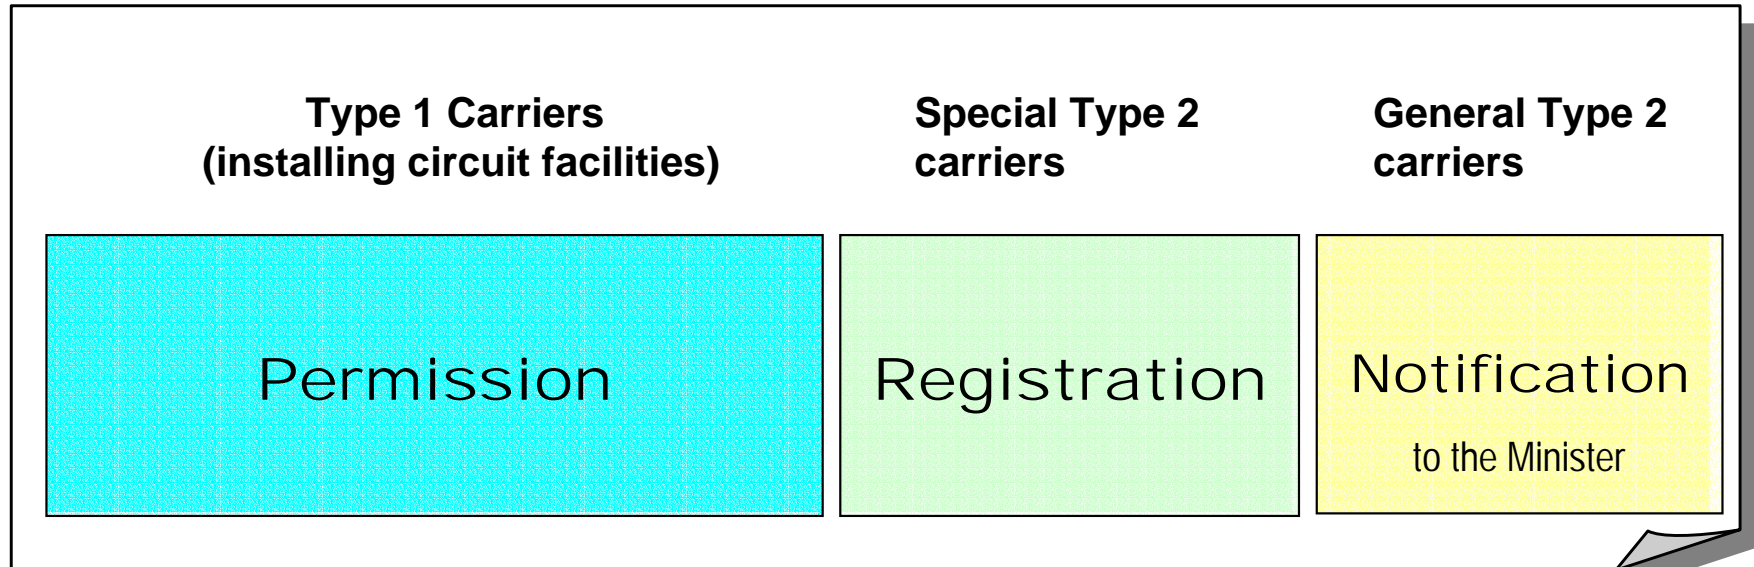 Type 1 Carriers
(installing circuit facilities)
Special Type 2
carriers
General Type 2
carriers
Permission
Registration
Notification
to the Minister